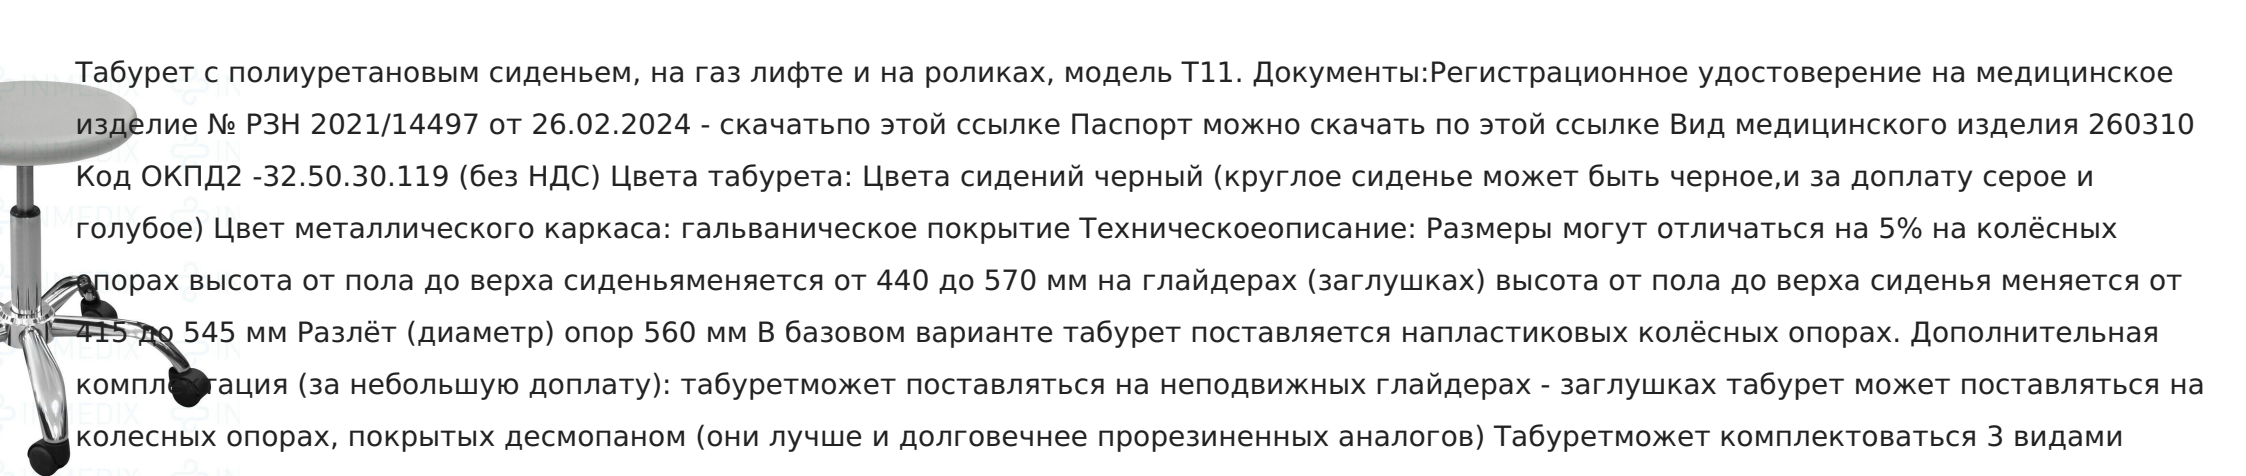 Табурет с полиуретановым сиденьем, на газ лифте и на роликах, модель Т11. Документы:Регистрационное удостоверение на медицинское
изделие № РЗН 2021/14497 от 26.02.2024 - скачатьпо этой ссылке Паспорт можно скачать по этой ссылке Вид медицинского изделия 260310
Код ОКПД2 -32.50.30.119 (без НДС) Цвета табурета: Цвета сидений черный (круглое сиденье может быть черное,и за доплату серое и
голубое) Цвет металлического каркаса: гальваническое покрытие Техническоеописание: Размеры могут отличаться на 5% на колёсных
опорах высота от пола до верха сиденьяменяется от 440 до 570 мм на глайдерах (заглушках) высота от пола до верха сиденья меняется от
415 до 545 мм Разлёт (диаметр) опор 560 мм В базовом варианте табурет поставляется напластиковых колёсных опорах. Дополнительная
комплектация (за небольшую доплату): табуретможет поставляться на неподвижных глайдерах - заглушках табурет может поставляться на
колесных опорах, покрытых десмопаном (они лучше и долговечнее прорезиненных аналогов) Табуретможет комплектоваться 3 видами